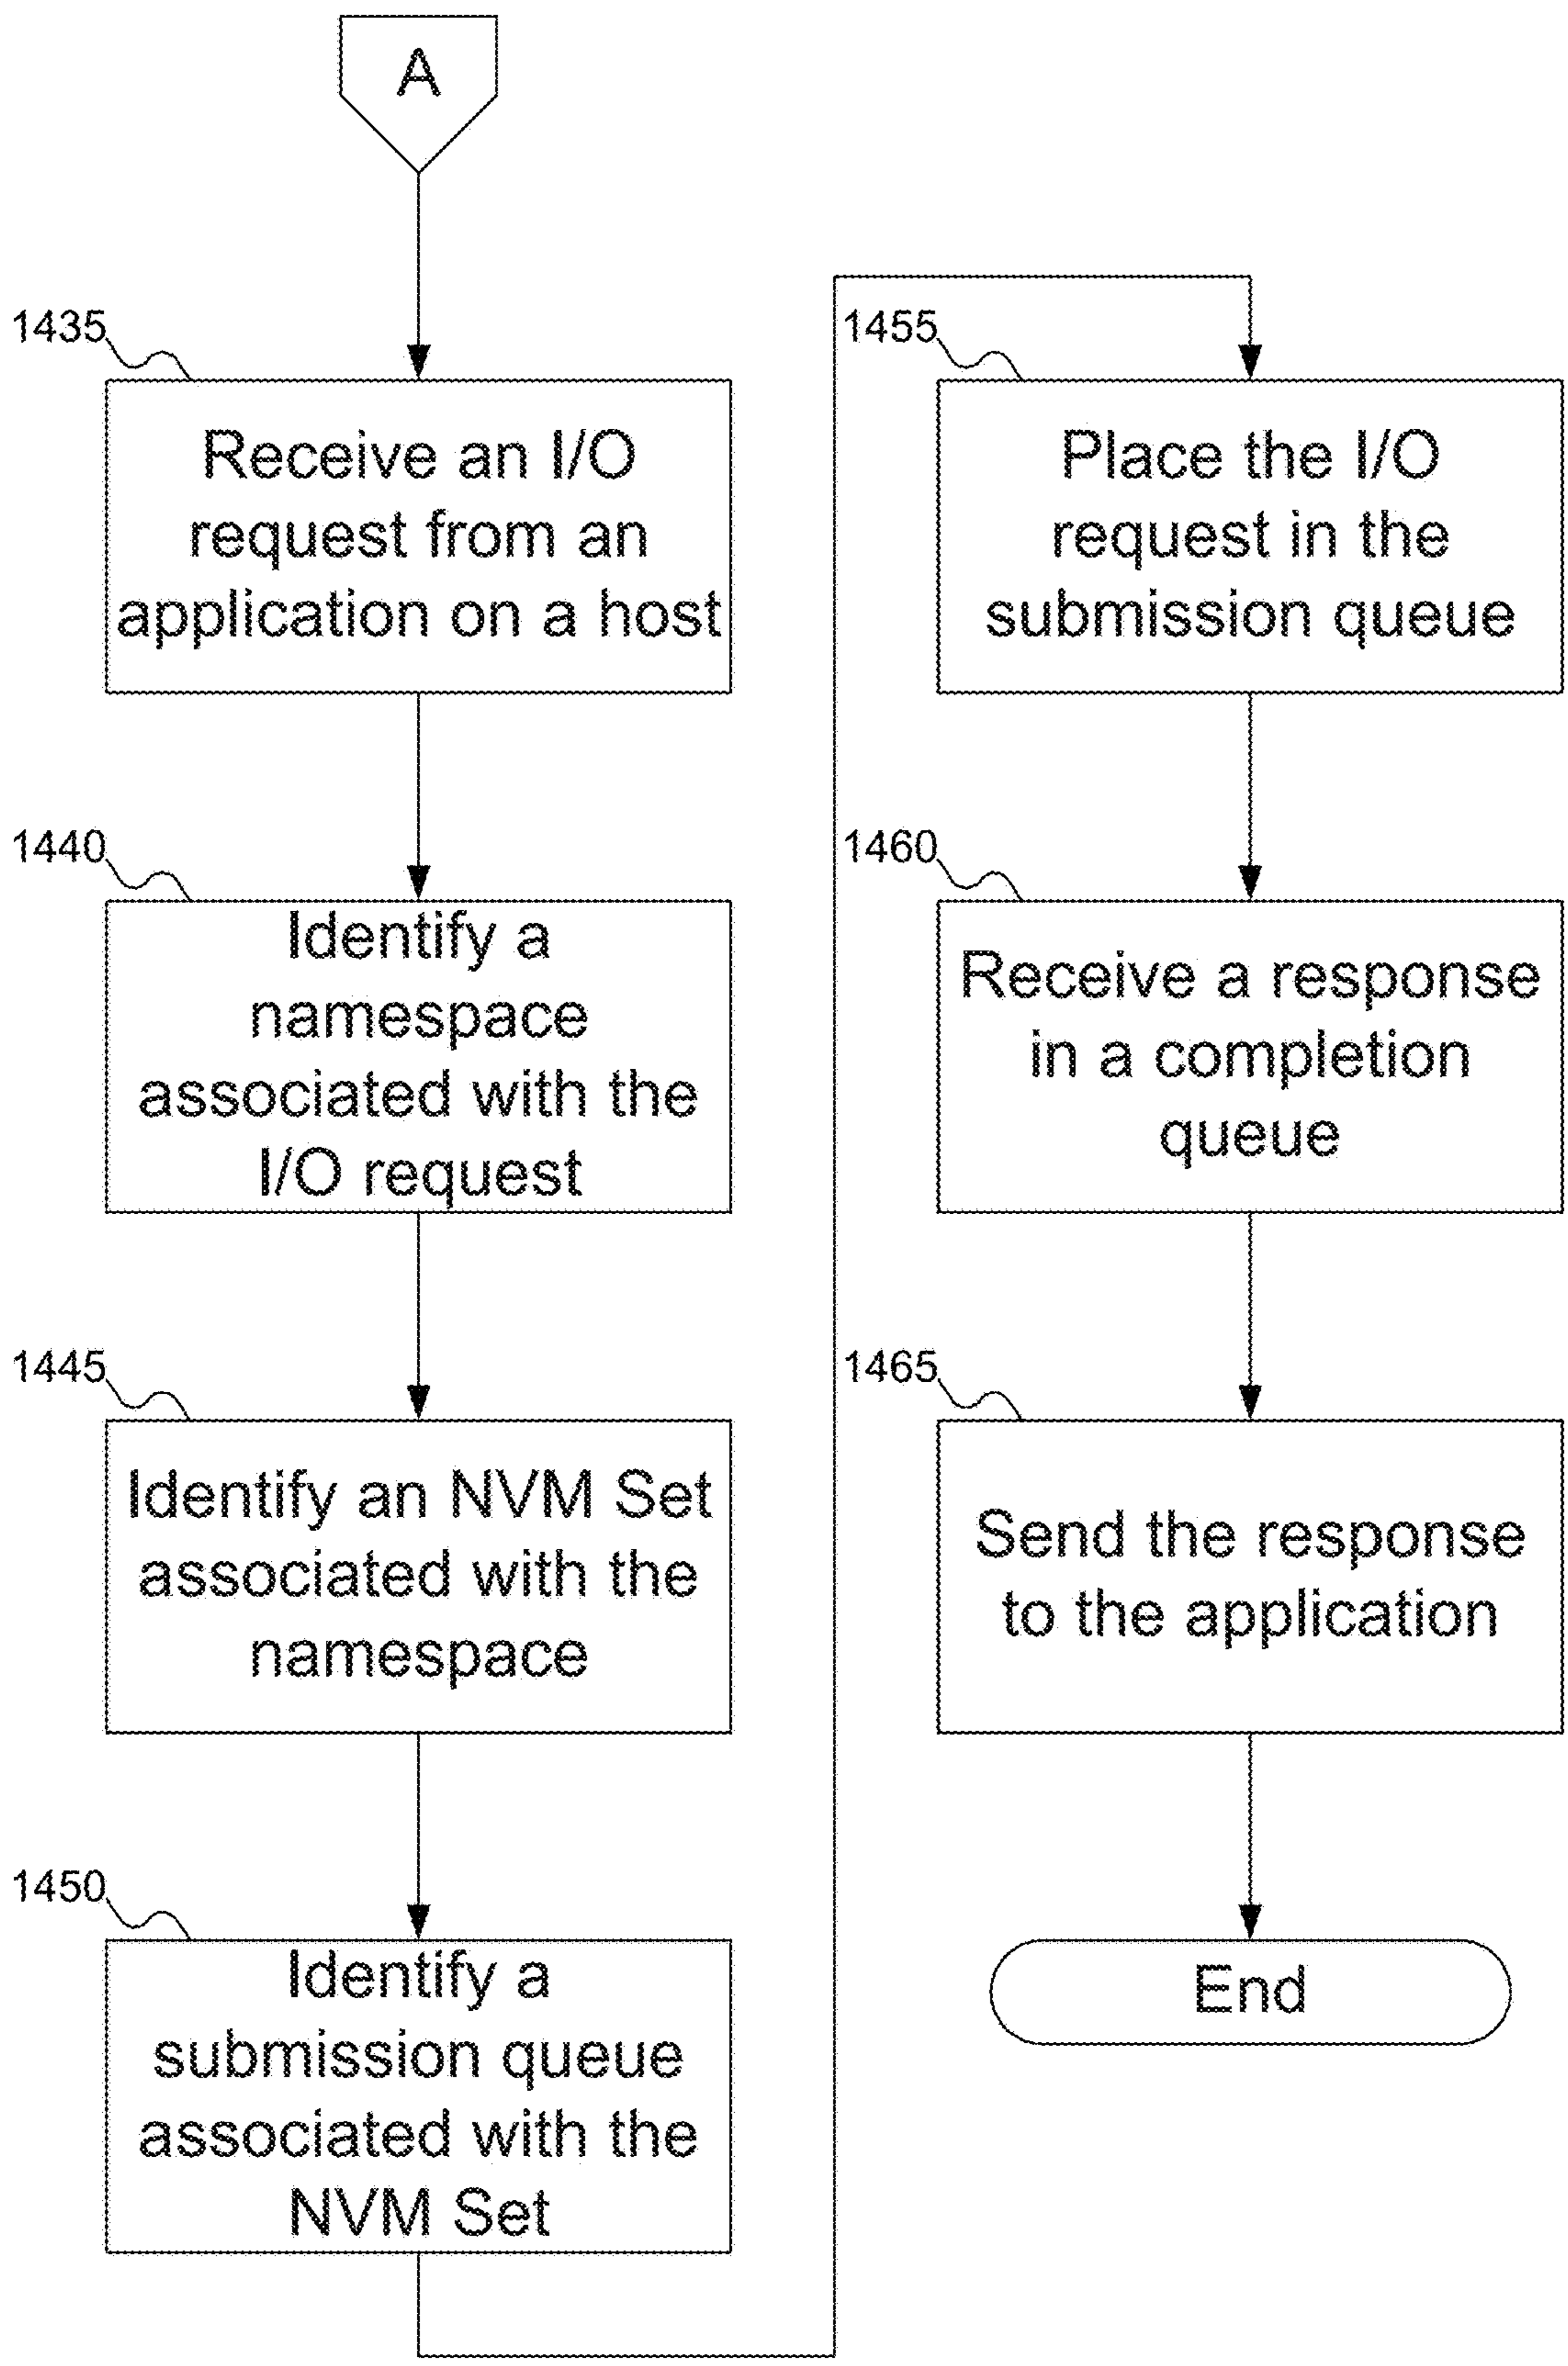 A
1435
Receive an I/O
request from an
application on a host
1440
Identify a
namespace
associated with the
I/O request
1445
Identify an NVM Set
associated with the
namespace
1450
Identify a
submission queue
associated with the
NVM Set
1455
Place the I/O
request in the
submission queue
1460
Receive a response
in a completion
queue
1465
Send the response
to the application
End